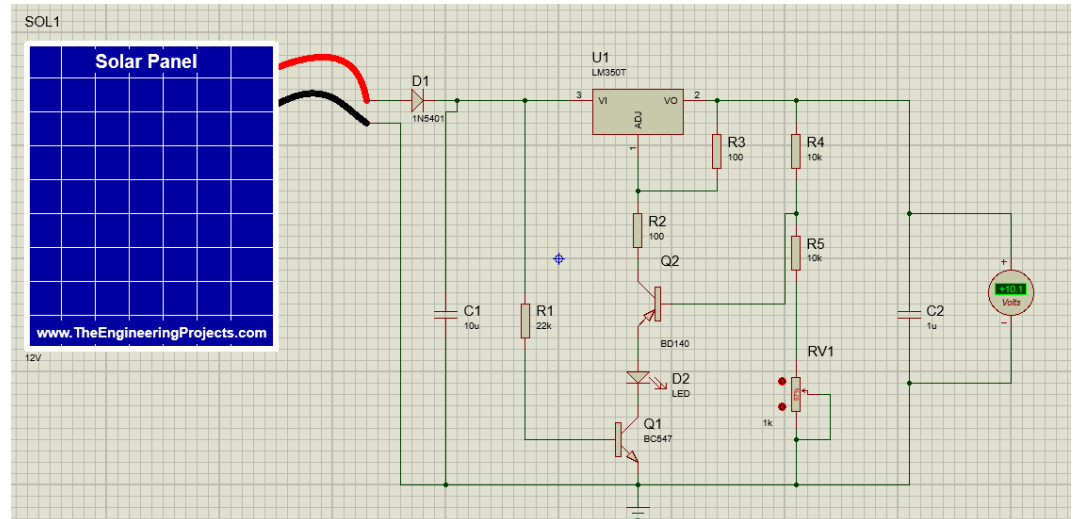 SOL1
Solar Panel
www.TheEngineeringProjects.com
12V
D1
1N5401
U1
LM350T
3
VI
VO
2
ADJ
1
R3
100
R4
10k
R2
100
R5
10k
Q2
BD140
C1
10u
R1
22k
D2
LED
Q1
BC547
RV1
57%
1k
C2
1u
+
+10.1
Volts
−